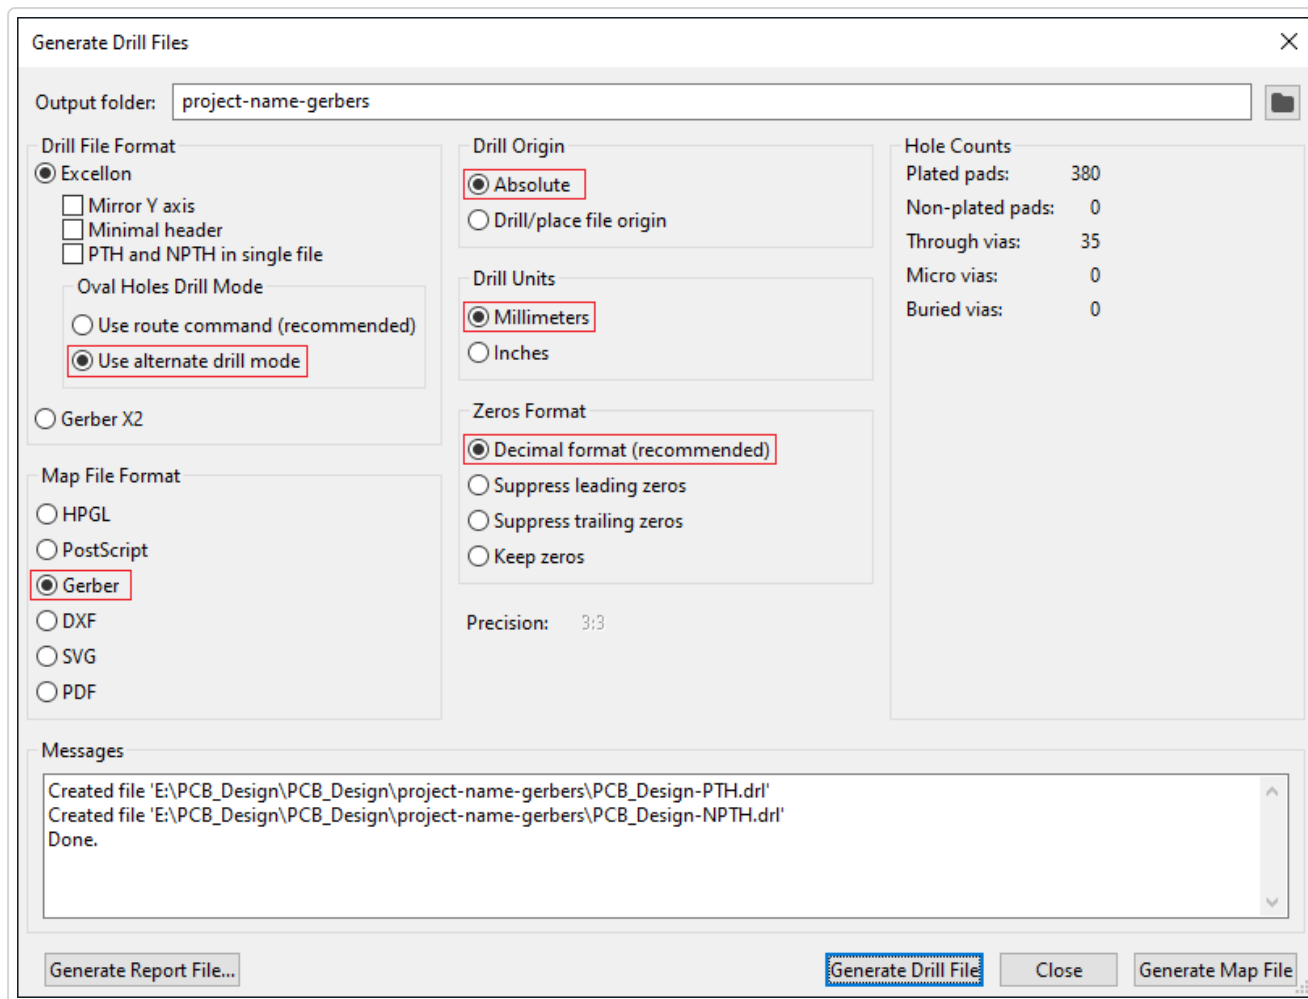 Generate Drill Files
Output folder: project-name-gerbers
Drill File Format
Excellon
Mirror Y axis
Minimal header
PTH and NPTH in single file
Oval Holes Drill Mode
Use route command (recommended)
Use alternate drill mode
Gerber X2
Map File Format
HPGL
PostScript
Gerber
DXF
SVG
PDF
Drill Origin
Absolute
Drill/place file origin
Drill Units
Millimeters
Inches
Zeros Format
Decimal format (recommended)
Suppress leading zeros
Suppress trailing zeros
Keep zeros
Precision: 3:3
Hole Counts
Plated pads: 380
Non-plated pads: 0
Through vias: 35
Micro vias: 0
Buried vias: 0
Messages
Created file 'E:\PCB_Design\PCB_Design\project-name-gerbers\PCB_Design-PTH.drl'
Created file 'E:\PCB_Design\PCB_Design\project-name-gerbers\PCB_Design-NPTH.drl'
Done.
Generate Report File... Generate Drill File Close Generate Map File